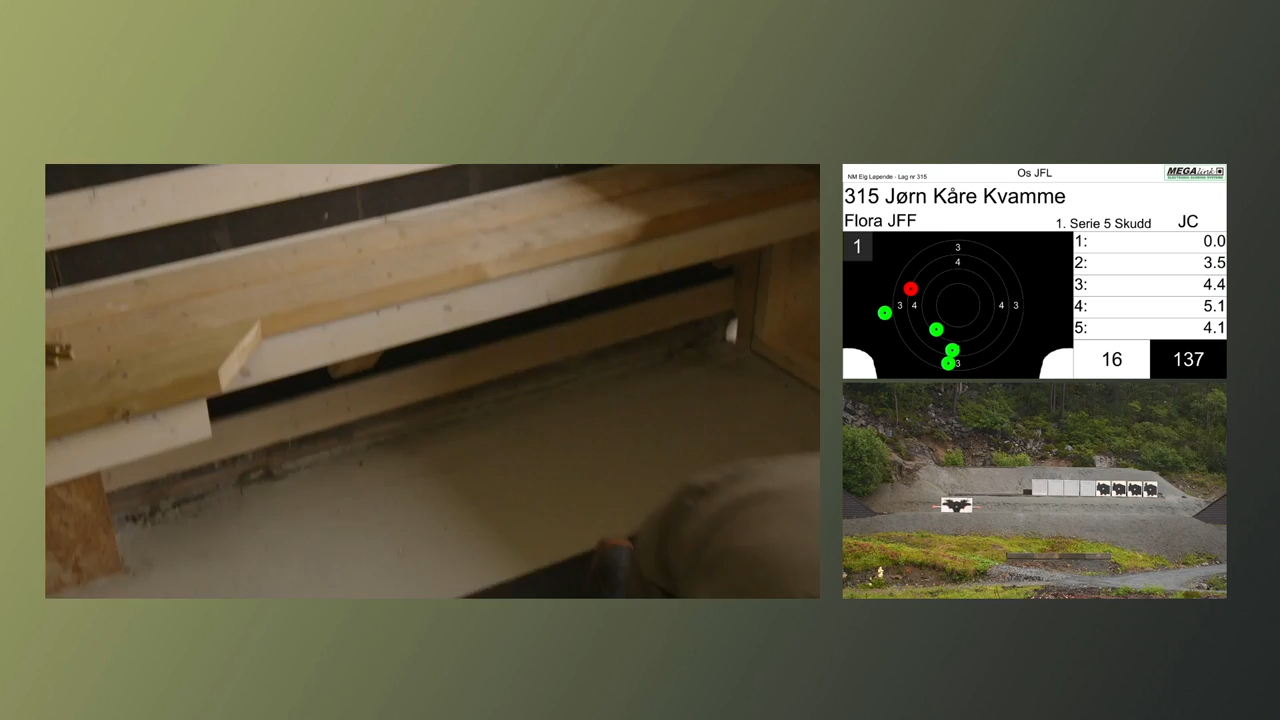 NM Elg Løpende - Lag nr 315
Os JFL
MEGAlink
315 Jørn Kåre Kvamme
Flora JFF
1. Serie 5 Skudd
JC
1
3
4
3 4
4 3
3
1: 0.0
2: 3.5
3: 4.4
4: 5.1
5: 4.1
16
137